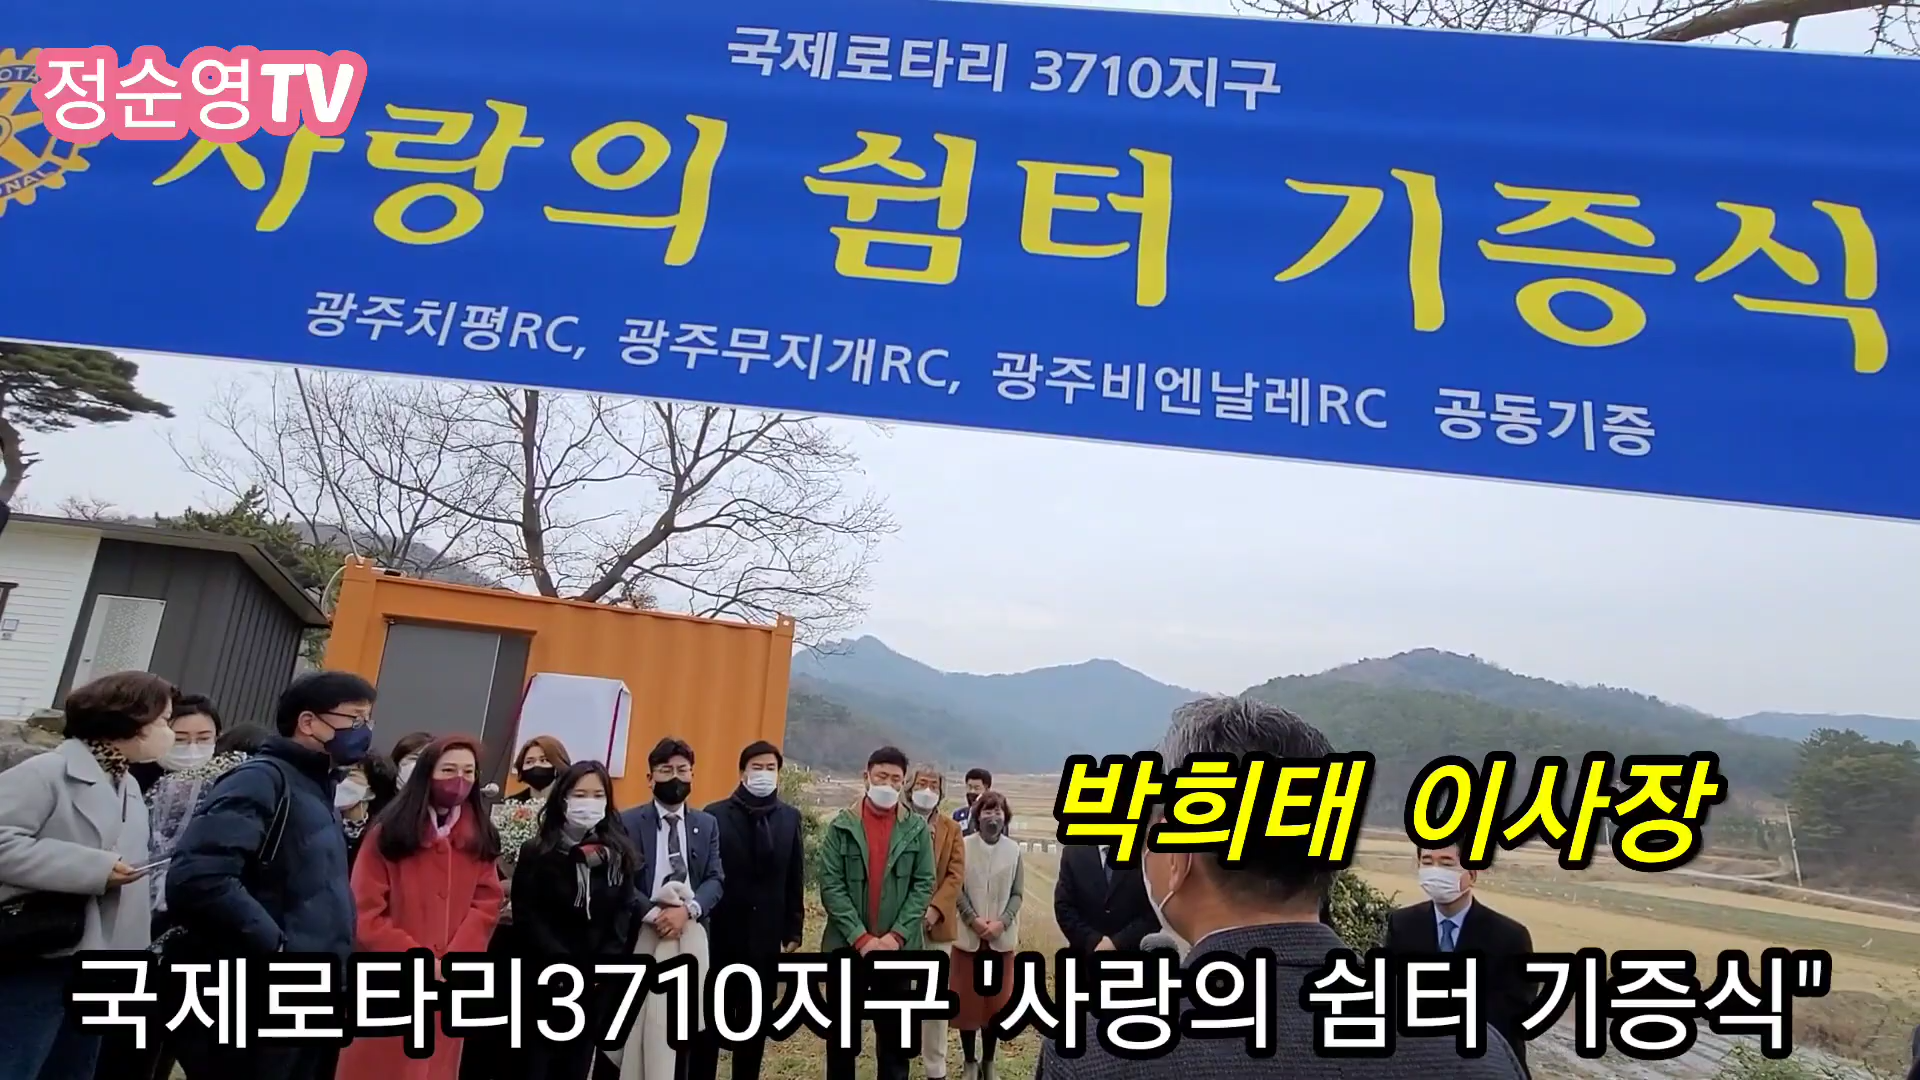 정순영TV
국제로타리 3710지구
사랑의 쉼터 기증식
광주치평RC, 광주무지개RC, 광주비엔날레RC 공동기증
박희태 이사장
국제로타리3710지구 '사랑의 쉼터 기증식"